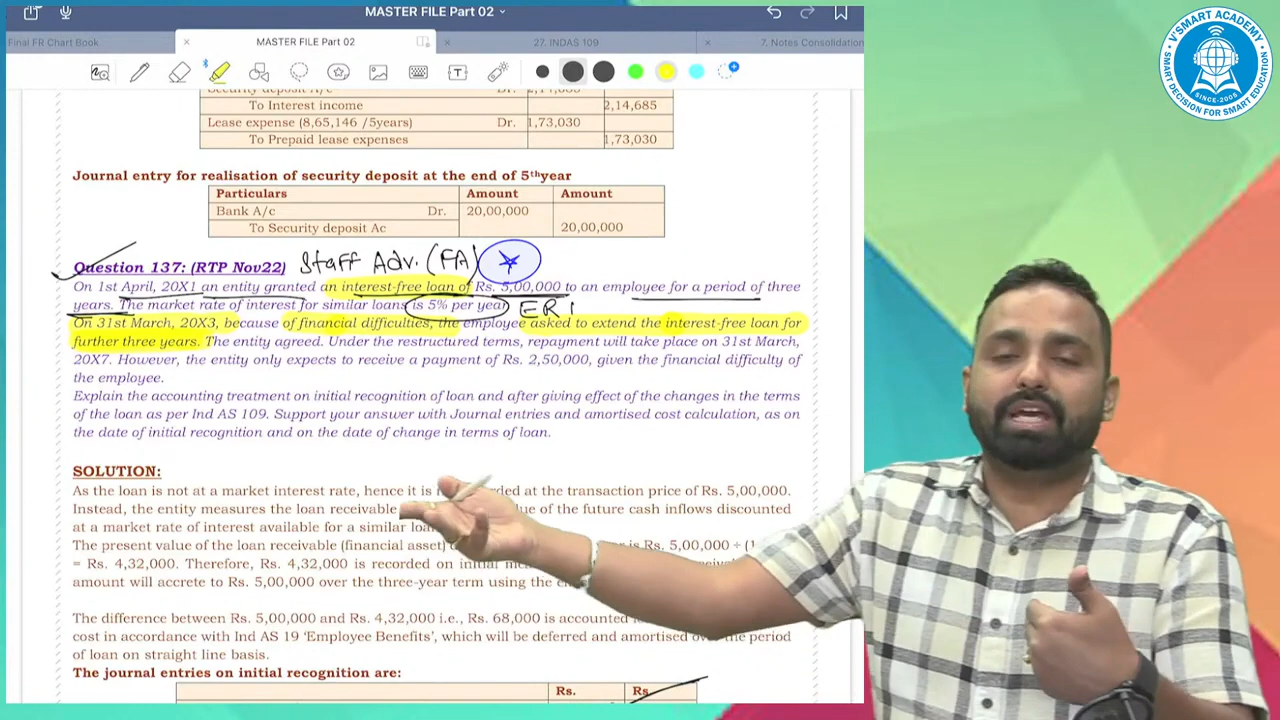 MASTER FILE Part 02
Final FR Chart Book
MASTER FILE Part 02
27. INDAS 109
7. Notes Consolidation
V'SMART ACADEMY
SINCE-2008
SMART DECISION FOR SMART EDUCATION
To Interest income 2,14,685
Lease expense (8,65,146 /5years) Dr. 1,73,030
To Prepaid lease expenses 1,73,030
Journal entry for realisation of security deposit at the end of 5thyear
Particulars Amount Amount
Bank A/c Dr. 20,00,000
To Security deposit Ac 20,00,000
Question 137: (RTP Nov22) Staff Adv. (FA)
On 1st April, 20X1 an entity granted an interest-free loan of Rs. 5,00,000 to an employee for a period of three
years. The market rate of interest for similar loans is 5% per year
On 31st March, 20X3, because of financial difficulties, the employee asked to extend the interest-free loan for
further three years. The entity agreed. Under the restructured terms, repayment will take place on 31st March,
20X7. However, the entity only expects to receive a payment of Rs. 2,50,000, given the financial difficulty of
the employee.
Explain the accounting treatment on initial recognition of loan and after giving effect of the changes in the terms
of the loan as per Ind AS 109. Support your answer with Journal entries and amortised cost calculation, as on
the date of initial recognition and on the date of change in terms of loan.
SOLUTION:
As the loan is not at a market interest rate, hence it is at the transaction price of Rs. 5,00,000.
Instead, the entity measures the loan receivable of the future cash inflows discounted
at a market rate of interest available for a similar
The present value of the loan receivable (financial asset) is Rs. 5,00,000 ÷
= Rs. 4,32,000. Therefore, Rs. 4,32,000 is recorded on initial
amount will accrete to Rs. 5,00,000 over the three-year term using the
The difference between Rs. 5,00,000 and Rs. 4,32,000 i.e., Rs. 68,000 is accounted
cost in accordance with Ind AS 19 'Employee Benefits', which will be deferred and amortised the period
of loan on straight line basis.
The journal entries on initial recognition are:
Rs. Rs.